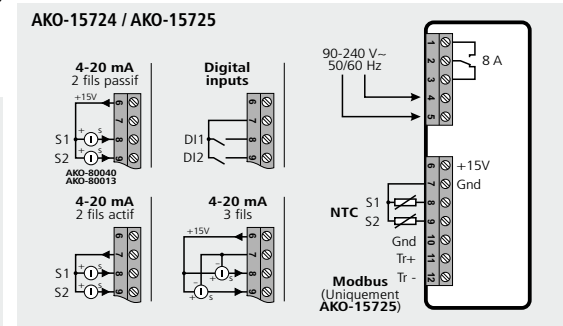 AKO-15724 / AKO-15725
4-20 mA
2 fils passif
+15V
6
7
8
9
S1
+
s
S2
+
s
AKO-80040
AKO-80013
Digital
inputs
6
7
8
9
DI1
DI2
4-20 mA
2 fils actif
6
7
8
9
S1
+
s
S2
+
s
4-20 mA
3 fils
+15V
6
7
8
9
–
+
s
–
+
s
90-240 V~
50/60 Hz
1
2
3
4
5
8 A
NTC
S1
S2
6
+15V
7
Gnd
8
9
10
Gnd
11
Tr+
12
Tr -
Modbus
(Uniquement
AKO-15725)